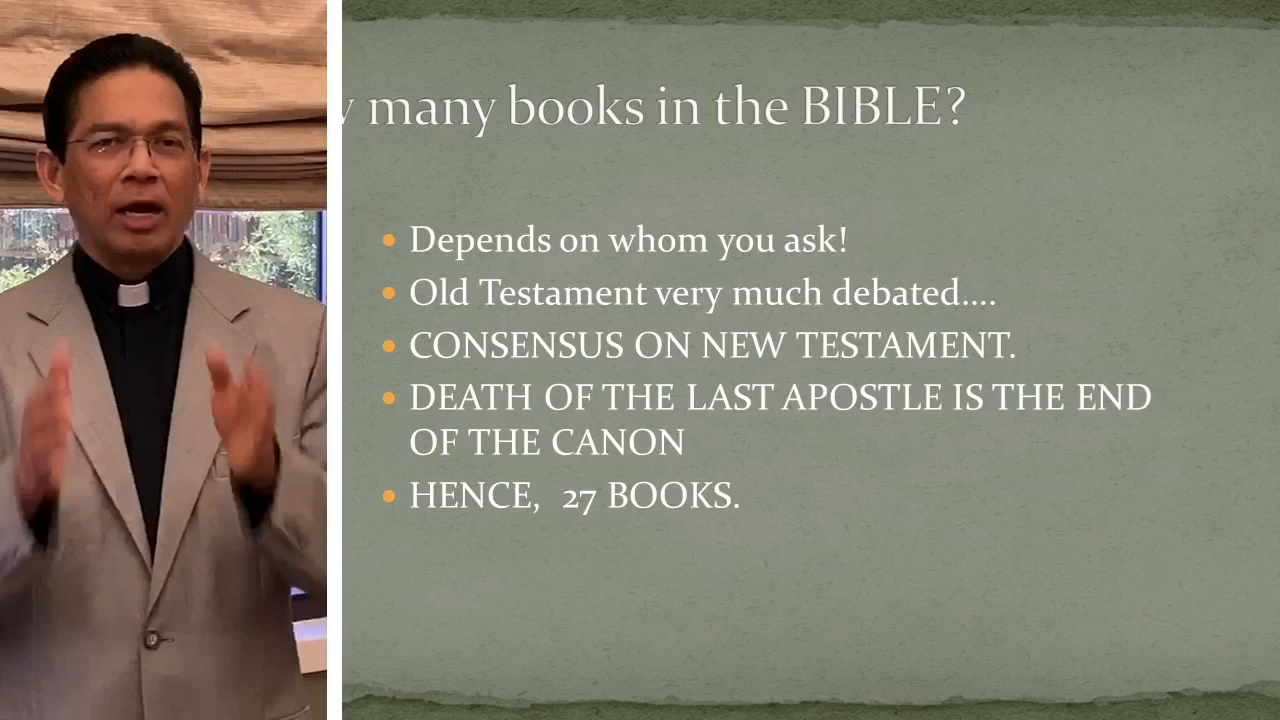 many books in the BIBLE?
Depends on whom you ask!
Old Testament very much debated....
CONSENSUS ON NEW TESTAMENT.
DEATH OF THE LAST APOSTLE IS THE END
OF THE CANON
HENCE, 27 BOOKS.